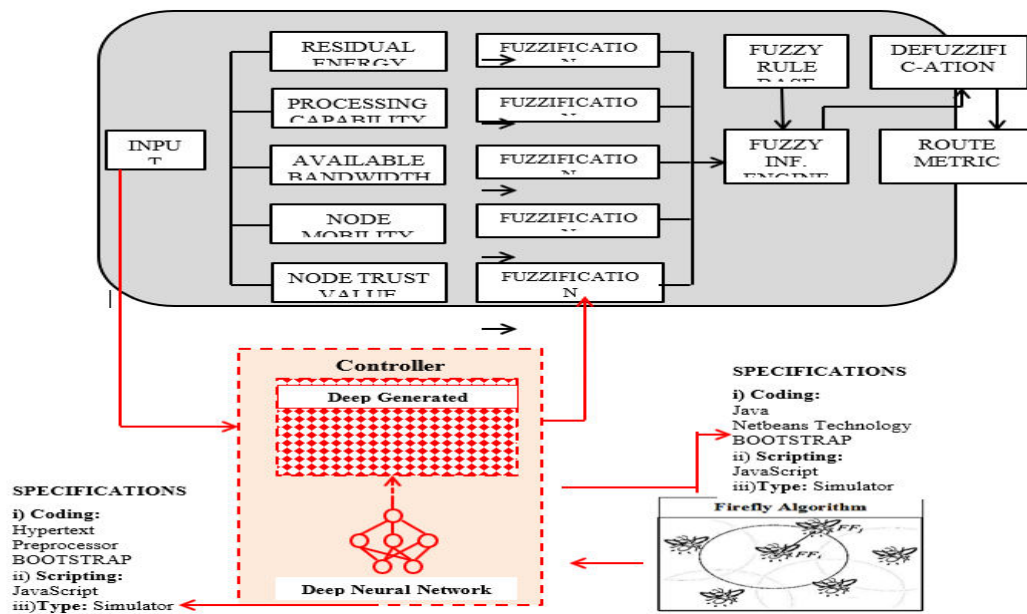 RESIDUAL
ENERGY
FUZZIFICATIO
N
FUZZY
RULE
BASE
DEFUZZIFI
C-ATION
PROCESSING
CAPABILITY
FUZZIFICATIO
N
INPU
T
AVAILABLE
BANDWIDTH
FUZZIFICATIO
N
FUZZY
INF.
ENGINE
ROUTE
METRIC
NODE
MOBILITY
FUZZIFICATIO
N
NODE TRUST
VALUE
FUZZIFICATIO
N
Controller
Deep Generated
Deep Neural Network
SPECIFICATIONS
i) Coding:
Java
Netbeans Technology
BOOTSTRAP
ii) Scripting:
JavaScript
iii)Type: Simulator
Firefly Algorithm
FFj
FFi
SPECIFICATIONS
i) Coding:
Hypertext
Preprocessor
BOOTSTRAP
ii) Scripting:
JavaScript
iii)Type: Simulator